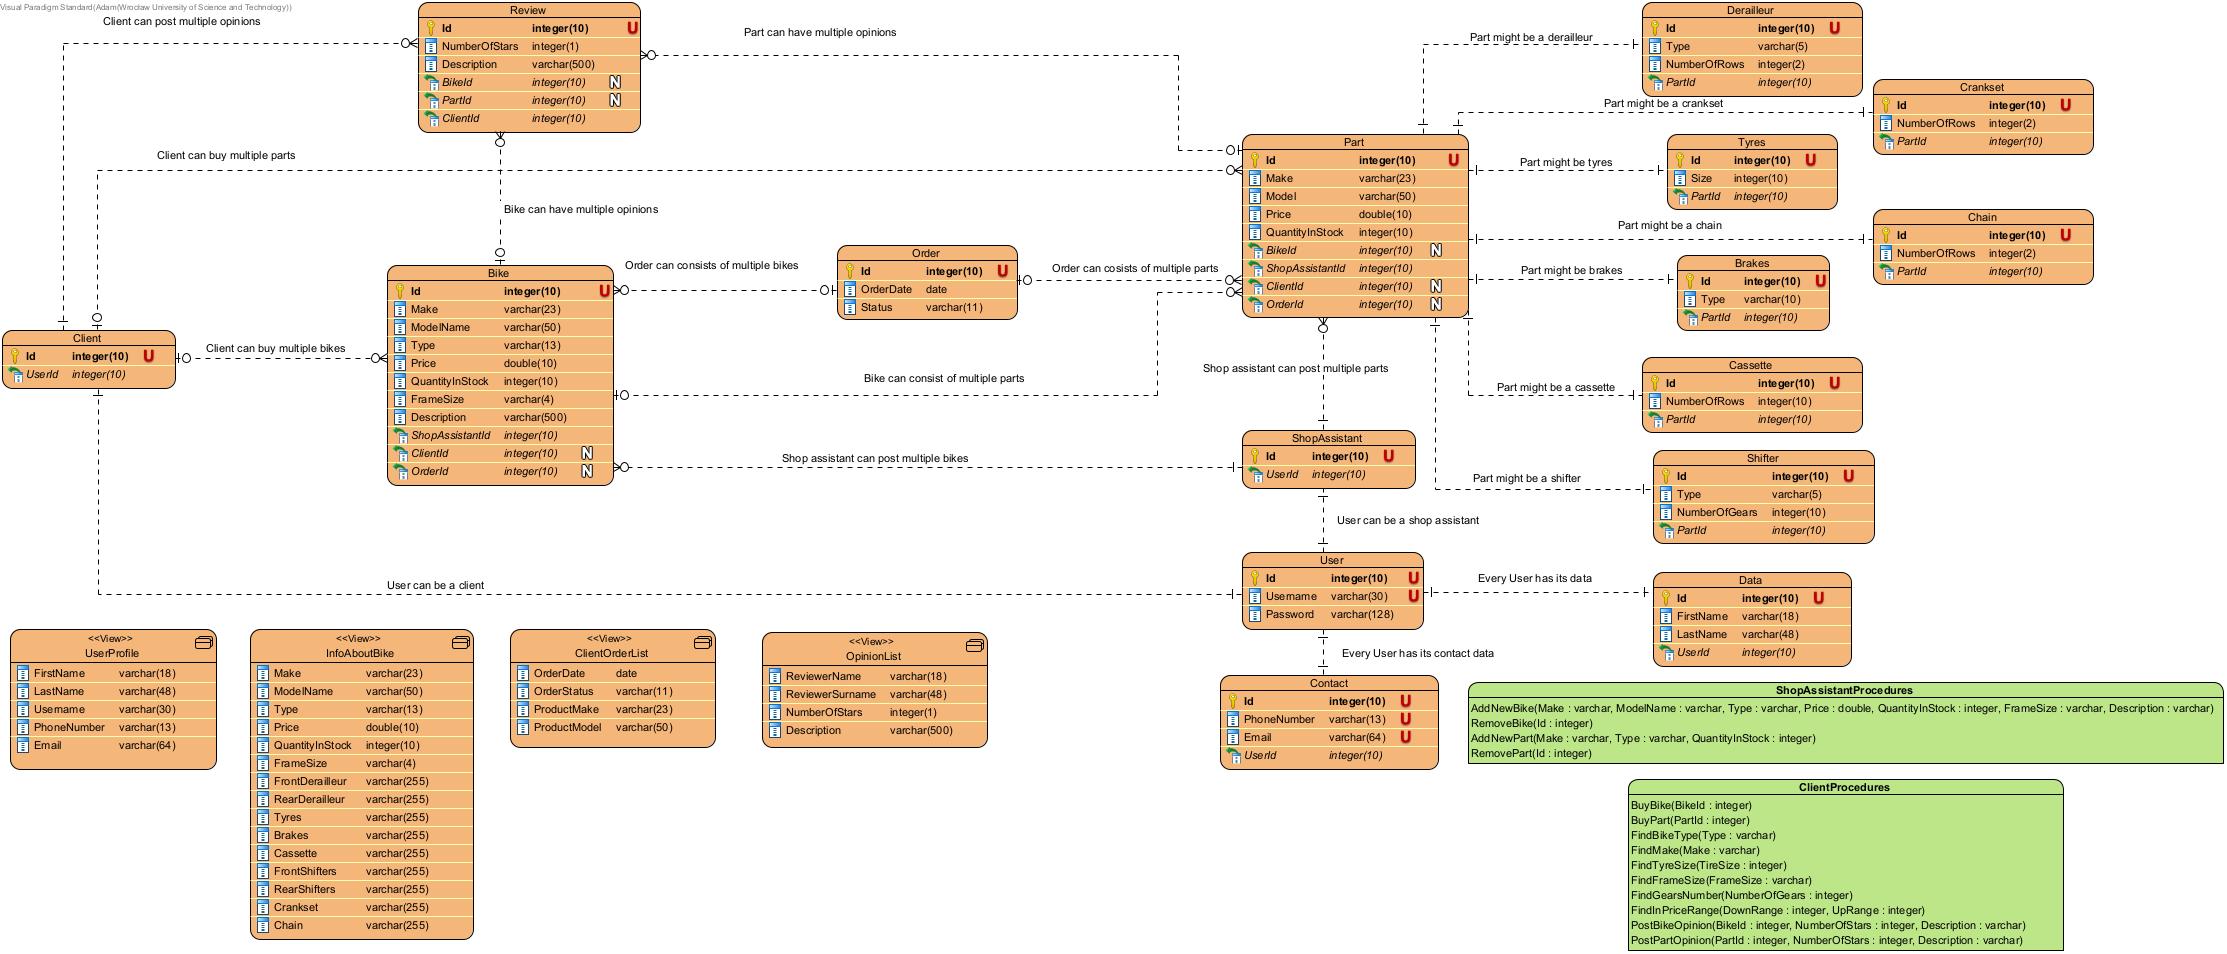 Visual Paradigm Standard(Adam(Wrocław University of Science and Technology))
Client can post multiple opinions
Review
Id integer(10) U
NumberOfStars integer(1)
Description varchar(500)
BikeId integer(10) N
PartId integer(10) N
ClientId integer(10)
Part can have multiple opinions
Part might be a derailleur
Derailleur
Id integer(10) U
Type varchar(5)
NumberOfRows integer(2)
PartId integer(10)
Part might be a crankset
Crankset
Id integer(10) U
NumberOfRows integer(2)
PartId integer(10)
Client can buy multiple parts
Part
Id integer(10) U
Make varchar(23)
Model varchar(50)
Price double(10)
QuantityInStock integer(10)
BikeId integer(10) N
ShopAssistantId integer(10)
ClientId integer(10) N
OrderId integer(10) N
Part might be tyres
Tyres
Id integer(10) U
Size integer(10)
PartId integer(10)
Bike can have multiple opinions
Part might be a chain
Chain
Id integer(10) U
NumberOfRows integer(2)
PartId integer(10)
Order can consists of multiple bikes
Order
Id integer(10) U
OrderDate date
Status varchar(11)
Order can cosists of multiple parts
Part might be brakes
Brakes
Id integer(10) U
Type varchar(10)
PartId integer(10)
Bike
Id integer(10) U
Make varchar(23)
ModelName varchar(50)
Type varchar(13)
Price double(10)
QuantityInStock integer(10)
FrameSize varchar(4)
Description varchar(500)
ShopAssistantId integer(10)
ClientId integer(10) N
OrderId integer(10) N
Client
Id integer(10) U
UserId integer(10)
Client can buy multiple bikes
Bike can consist of multiple parts
Shop assistant can post multiple parts
Part might be a cassette
Cassette
Id integer(10) U
NumberOfRows integer(10)
PartId integer(10)
Shop assistant can post multiple bikes
ShopAssistant
Id integer(10) U
UserId integer(10)
Part might be a shifter
Shifter
Id integer(10) U
Type varchar(5)
NumberOfGears integer(10)
PartId integer(10)
User can be a shop assistant
User can be a client
User
Id integer(10) U
Username varchar(30) U
Password varchar(128)
Every User has its data
Data
Id integer(10) U
FirstName varchar(18)
LastName varchar(48)
UserId integer(10)
Every User has its contact data
Contact
Id integer(10) U
PhoneNumber varchar(13) U
Email varchar(64) U
UserId integer(10)
<<View>>
UserProfile
FirstName varchar(18)
LastName varchar(48)
Username varchar(30)
PhoneNumber varchar(13)
Email varchar(64)
<<View>>
InfoAboutBike
Make varchar(23)
ModelName varchar(50)
Type varchar(13)
Price double(10)
QuantityInStock integer(10)
FrameSize varchar(4)
FrontDerailleur varchar(255)
RearDerailleur varchar(255)
Tyres varchar(255)
Brakes varchar(255)
Cassette varchar(255)
FrontShifters varchar(255)
RearShifters varchar(255)
Crankset varchar(255)
Chain varchar(255)
<<View>>
ClientOrderList
OrderDate date
OrderStatus varchar(11)
ProductMake varchar(23)
ProductModel varchar(50)
<<View>>
OpinionList
ReviewerName varchar(18)
ReviewerSurname varchar(48)
NumberOfStars integer(1)
Description varchar(500)
ShopAssistantProcedures
AddNewBike(Make : varchar, ModelName : varchar, Type : varchar, Price : double, QuantityInStock : integer, FrameSize : varchar, Description : varchar)
RemoveBike(Id : integer)
AddNewPart(Make : varchar, Type : varchar, QuantityInStock : integer)
RemovePart(Id : integer)
ClientProcedures
BuyBike(BikeId : integer)
BuyPart(PartId : integer)
FindBikeType(Type : varchar)
FindMake(Make : varchar)
FindTyreSize(TireSize : integer)
FindFrameSize(FrameSize : varchar)
FindGearsNumber(NumberOfGears : integer)
FindInPriceRange(DownRange : integer, UpRange : integer)
PostBikeOpinion(BikeId : integer, NumberOfStars : integer, Description : varchar)
PostPartOpinion(PartId : integer, NumberOfStars : integer, Description : varchar)